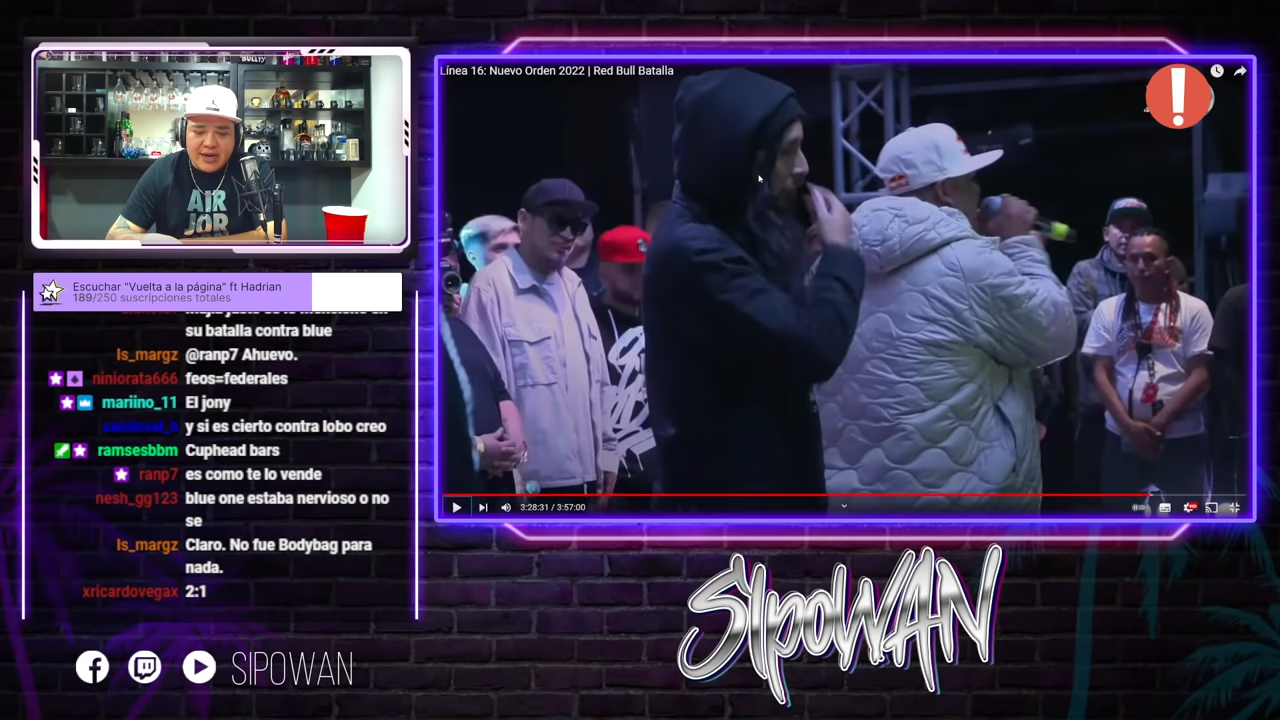 Línea 16: Nuevo Orden 2022 | Red Bull Batalla
AIR
JOR
Escuchar "Vuelta a la página" ft Hadrian
189/250 suscripciones totales
su batalla contra blue
ls_margz @ranp7 Ahuevo.
niniorata666 feos=federales
mariino_11 El jony
sandoval_b y si es cierto contra lobo creo
ramsesbbm Cuphead bars
ranp7 es como te lo vende
nesh_gg123 blue one estaba nervioso o no
se
ls_margz Claro. No fue Bodybag para
nada.
xricardovegax 2:1
3:28:31 / 3:57:00
SIPOWAN
SIPOWAN